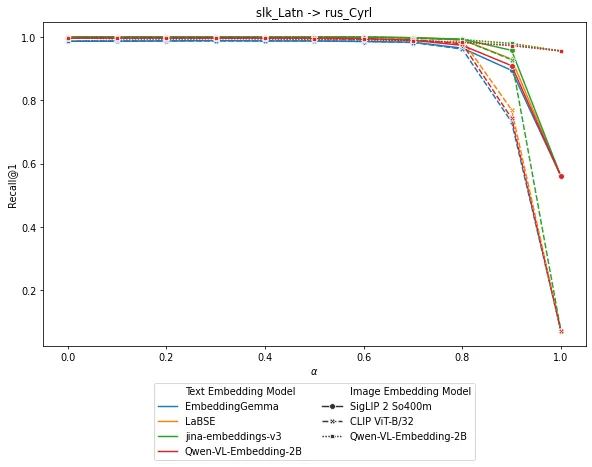 slk_Latn -> rus_Cyrl
Recall@1
1.0
0.8
0.6
0.4
0.2
0.0 0.2 0.4 0.6 0.8 1.0
α
Text Embedding Model
EmbeddingGemma
LaBSE
jina-embeddings-v3
Qwen-VL-Embedding-2B
Image Embedding Model
SigLIP 2 So400m
CLIP ViT-B/32
Qwen-VL-Embedding-2B